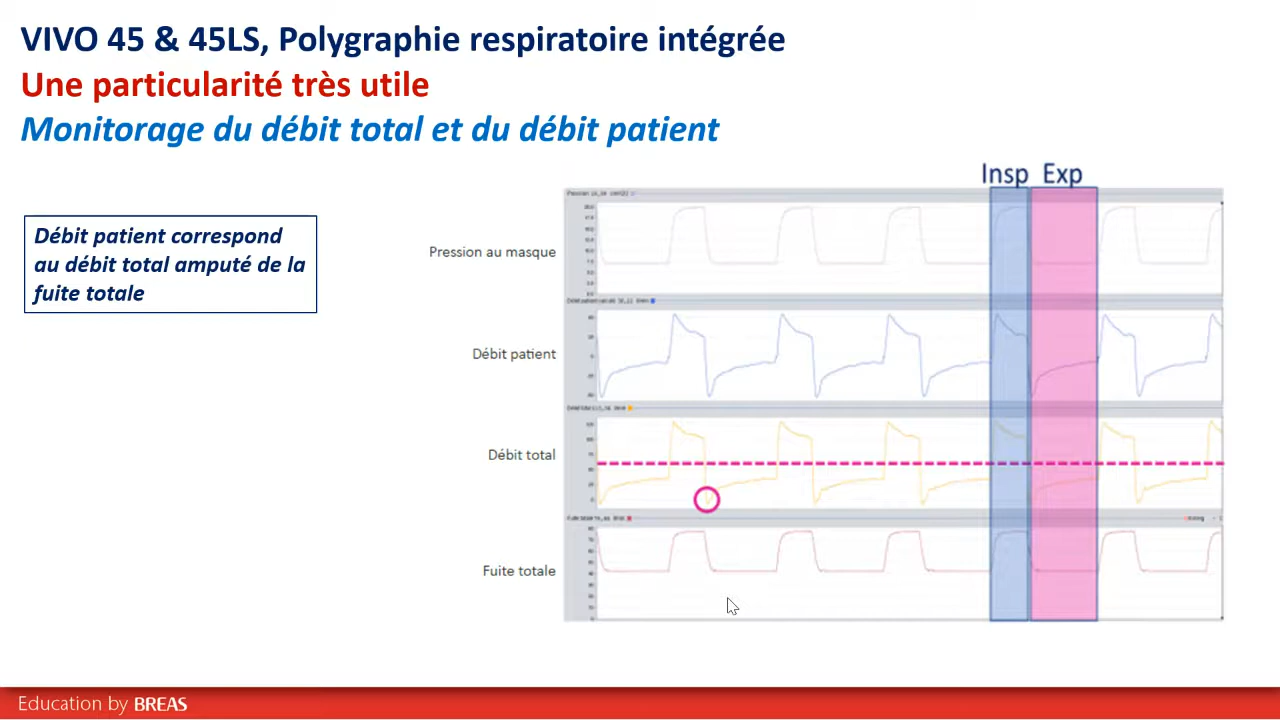 VIVO 45 & 45LS, Polygraphie respiratoire intégrée
Une particularité très utile
Monitorage du débit total et du débit patient
Insp Exp
Débit patient correspond
au débit total amputé de la
fuite totale
Pression au masque
Débit patient
Débit total
Fuite totale
Education by BREAS